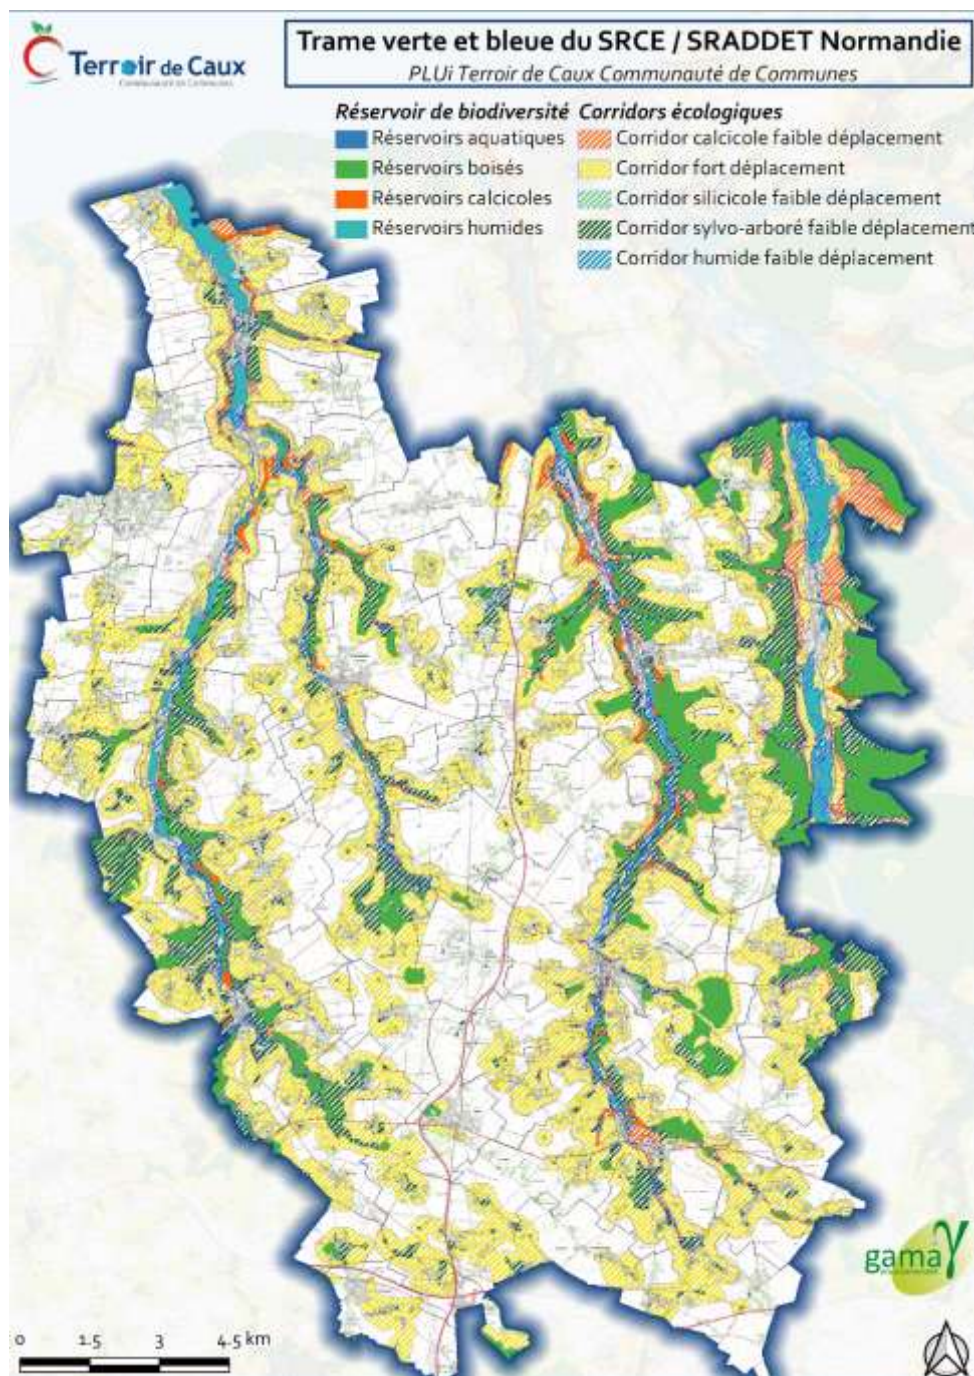 Terroir de Caux
Communauté de Communes
Trame verte et bleue du SRCE / SRADDET Normandie
PLUi Terroir de Caux Communauté de Communes
Réservoir de biodiversité
Réservoirs aquatiques
Réservoirs boisés
Réservoirs calcicoles
Réservoirs humides
Corridors écologiques
Corridor calcicole faible déplacement
Corridor fort déplacement
Corridor silicicole faible déplacement
Corridor sylvo-arboré faible déplacement
Corridor humide faible déplacement
gama
0 1.5 3 4.5 km